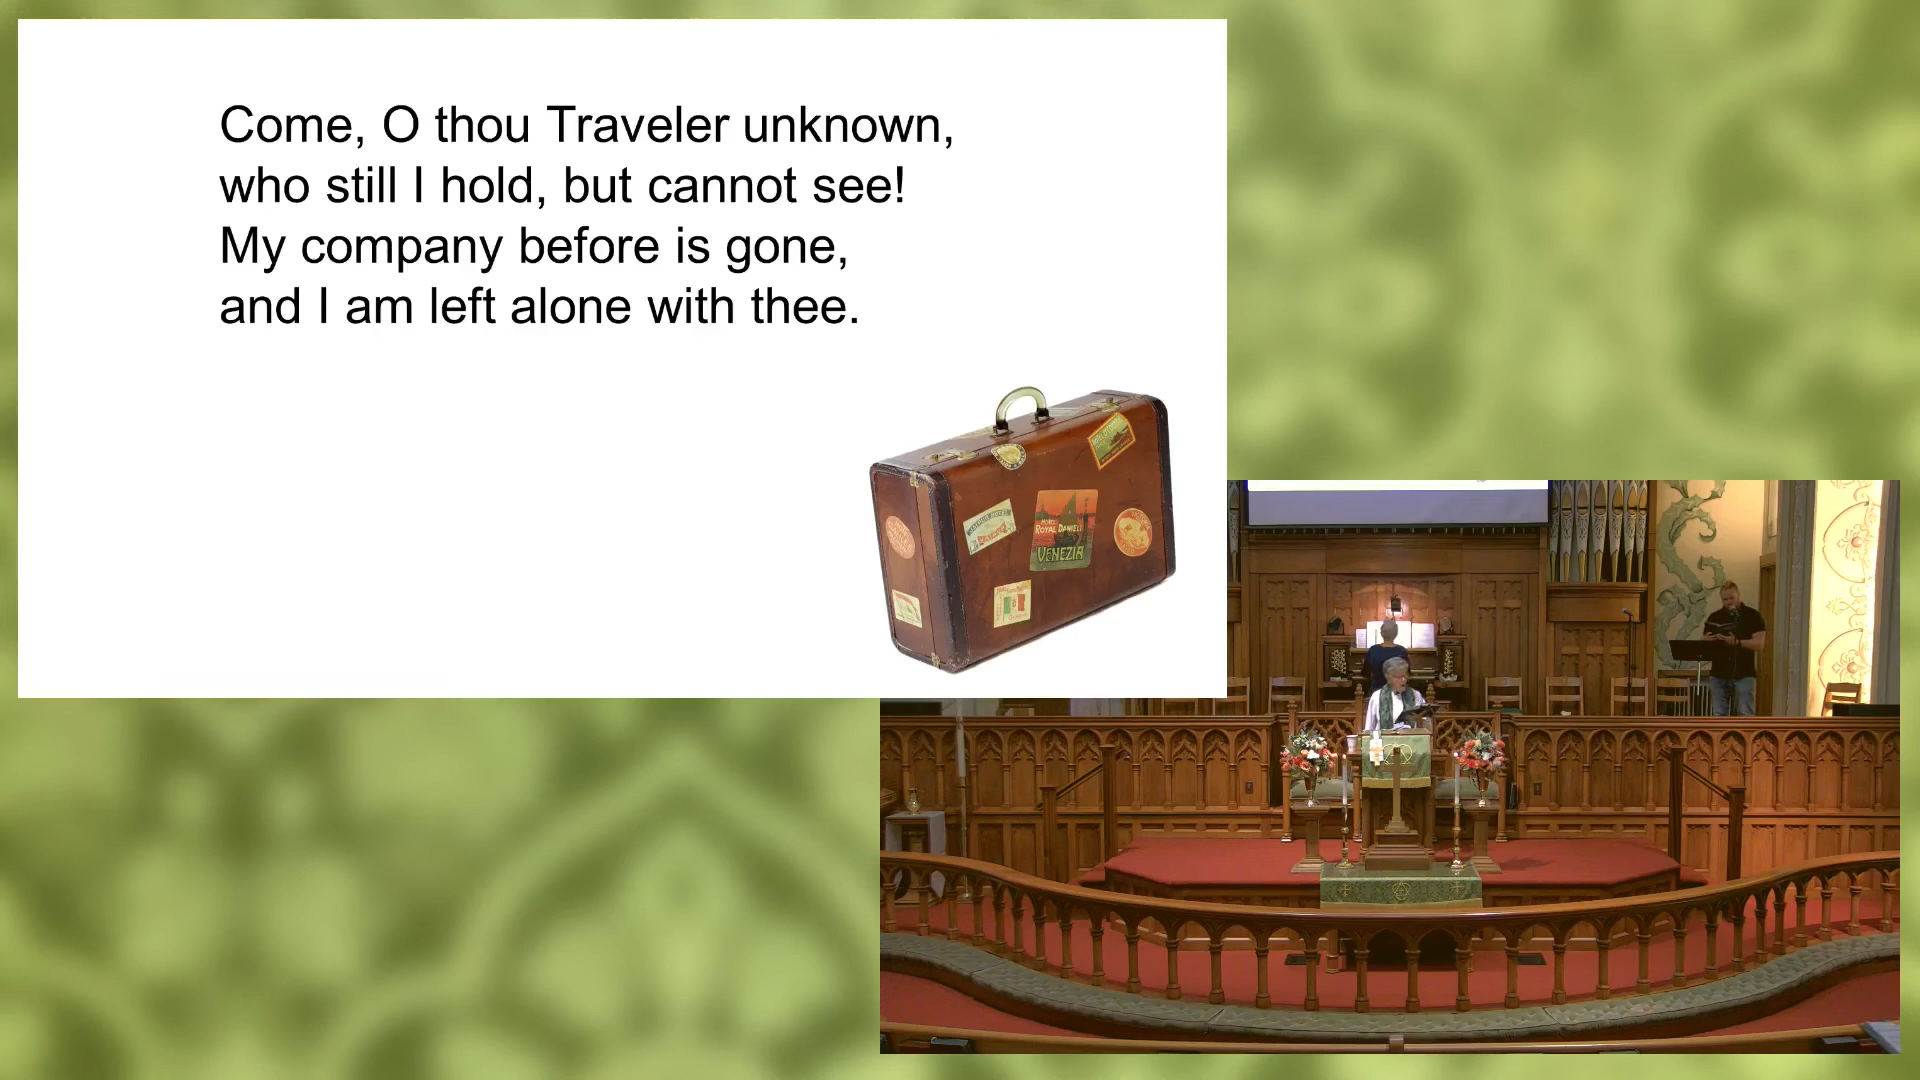 Come, O thou Traveler unknown,
who still I hold, but cannot see!
My company before is gone,
and I am left alone with thee.
HOTEL
ROYAL DANIELI
VENEZIA